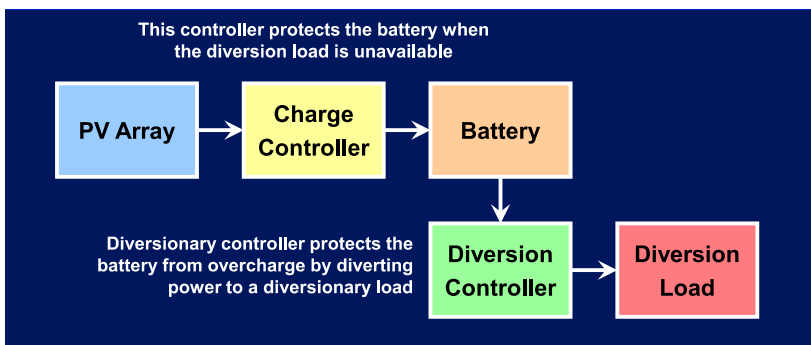 This controller protects the battery when
the diversion load is unavailable
PV Array
Charge
Controller
Battery
Diversionary controller protects the
battery from overcharge by diverting
power to a diversionary load
Diversion
Controller
Diversion
Load